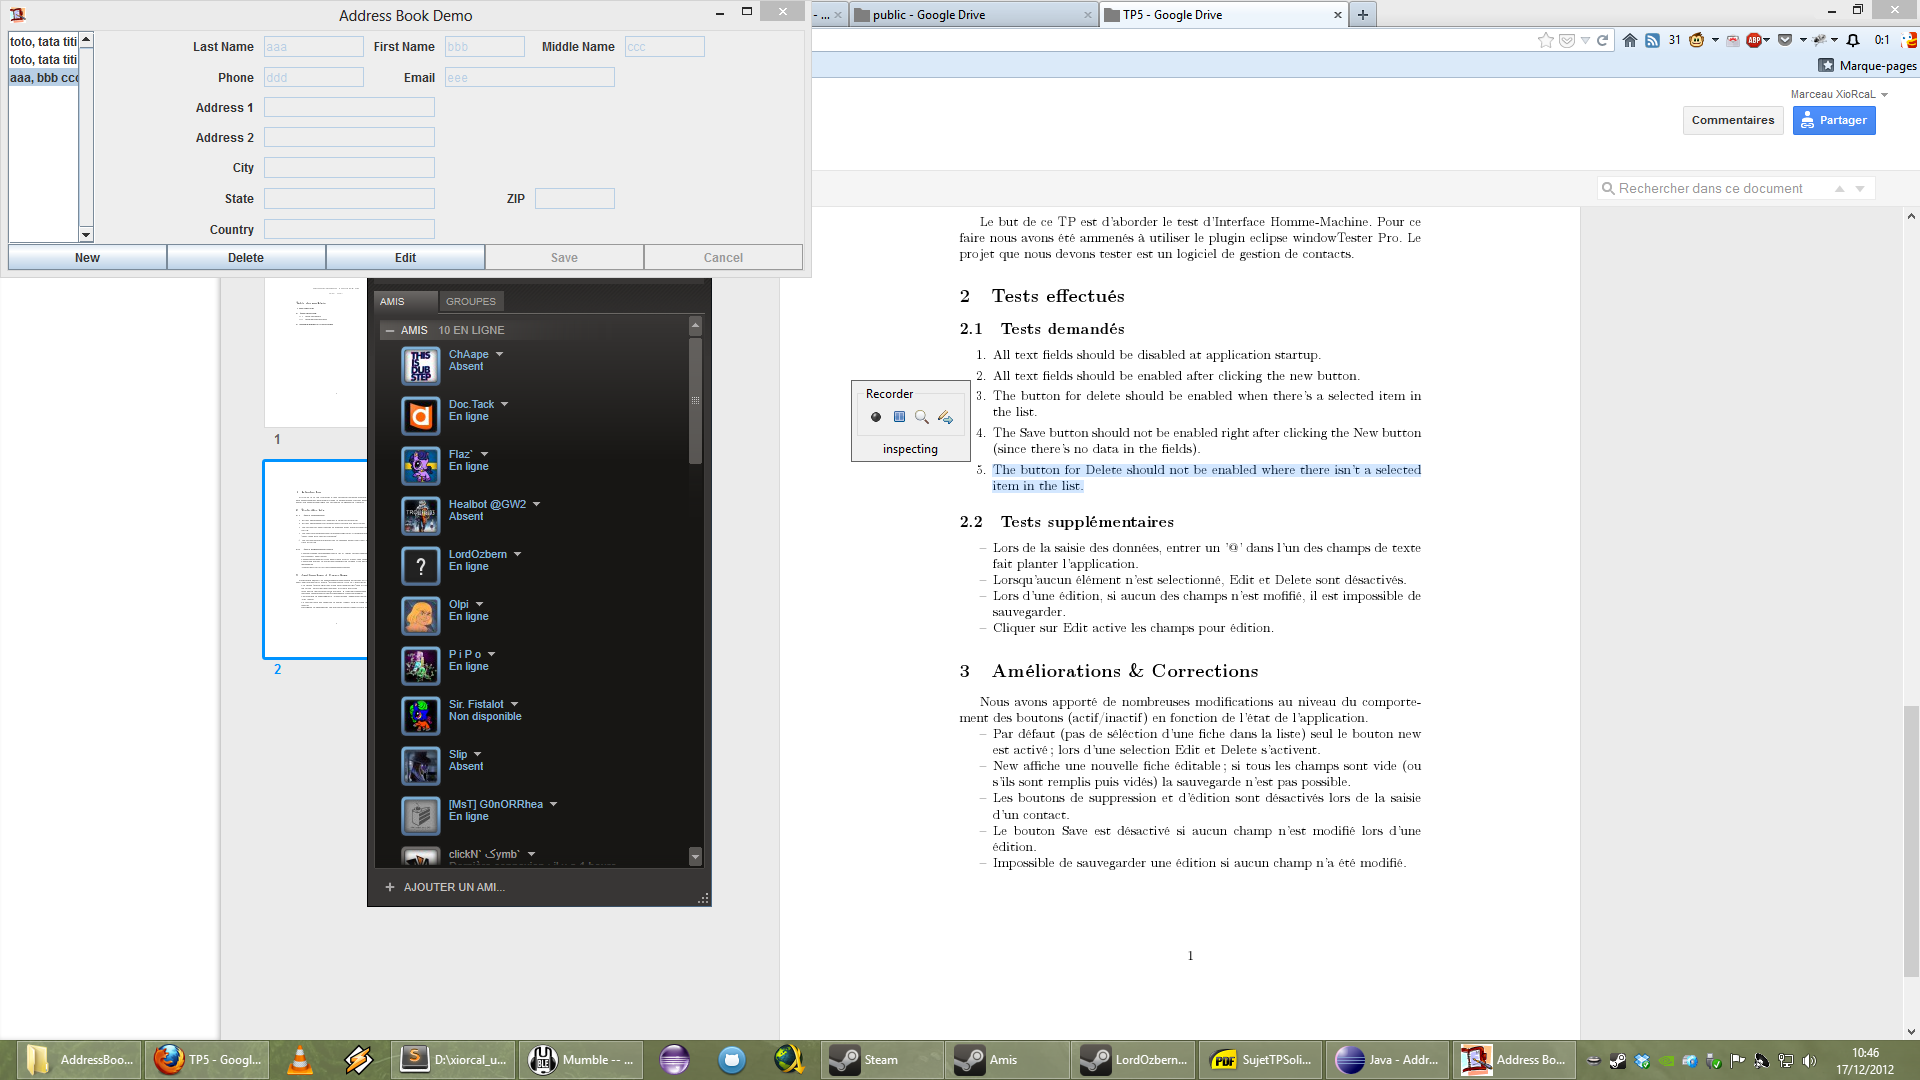 Address Book Demo
toto, tata titi
toto, tata titi
aaa, bbb ccc
Last Name aaa First Name bbb Middle Name ccc
Phone ddd Email eee
Address 1
Address 2
City
State ZIP
Country
New Delete Edit Save Cancel
- ... public - Google Drive TP5 - Google Drive
31 ABP 0:1
Marque-pages
Marceau XioRcaL
Commentaires Partager
Rechercher dans ce document
1
2
AMIS GROUPES
AMIS 10 EN LIGNE
ChAape
Absent
Doc.Tack
En ligne
Flaz`
En ligne
Healbot @GW2
Absent
LordOzbern
En ligne
Olpi
En ligne
P i P o
En ligne
Sir. Fistalot
Non disponible
Slip
Absent
[MsT] G0nORRhea
En ligne
AJOUTER UN AMI...
Recorder
inspecting
Le but de ce TP est d'aborder le test d'Interface Homme-Machine. Pour ce
faire nous avons été ammenés à utiliser le plugin eclipse windowTester Pro. Le
projet que nous devons tester est un logiciel de gestion de contacts.
2 Tests effectués
2.1 Tests demandés
1. All text fields should be disabled at application startup.
2. All text fields should be enabled after clicking the new button.
3. The button for delete should be enabled when there's a selected item in
the list.
4. The Save button should not be enabled right after clicking the New button
(since there's no data in the fields).
5. The button for Delete should not be enabled where there isn't a selected
item in the list.
2.2 Tests supplémentaires
– Lors de la saisie des données, entrer un '@' dans l'un des champs de texte
fait planter l'application.
– Lorsqu'aucun élément n'est selectionné, Edit et Delete sont désactivés.
– Lors d'une édition, si aucun des champs n'est mofifié, il est impossible de
sauvegarder.
– Cliquer sur Edit active les champs pour édition.
3 Améliorations & Corrections
Nous avons apporté de nombreuses modifications au niveau du comporte-
ment des boutons (actif/inactif) en fonction de l'état de l'application.
– Par défaut (pas de séléction d'une fiche dans la liste) seul le bouton new
est activé ; lors d'une selection Edit et Delete s'activent.
– New affiche une nouvelle fiche éditable ; si tous les champs sont vide (ou
s'ils sont remplis puis vidés) la sauvegarde n'est pas possible.
– Les boutons de suppression et d'édition sont désactivés lors de la saisie
d'un contact.
– Le bouton Save est désactivé si aucun champ n'est modifié lors d'une
édition.
– Impossible de sauvegarder une édition si aucun champ n'a été modifié.
1
AddressBoo... TP5 - Googl... D:\xiorcal_u... Mumble -- ... Steam Amis LordOzbern... SujetTPSoli... Java - Addr... Address Bo...
10:46
17/12/2012